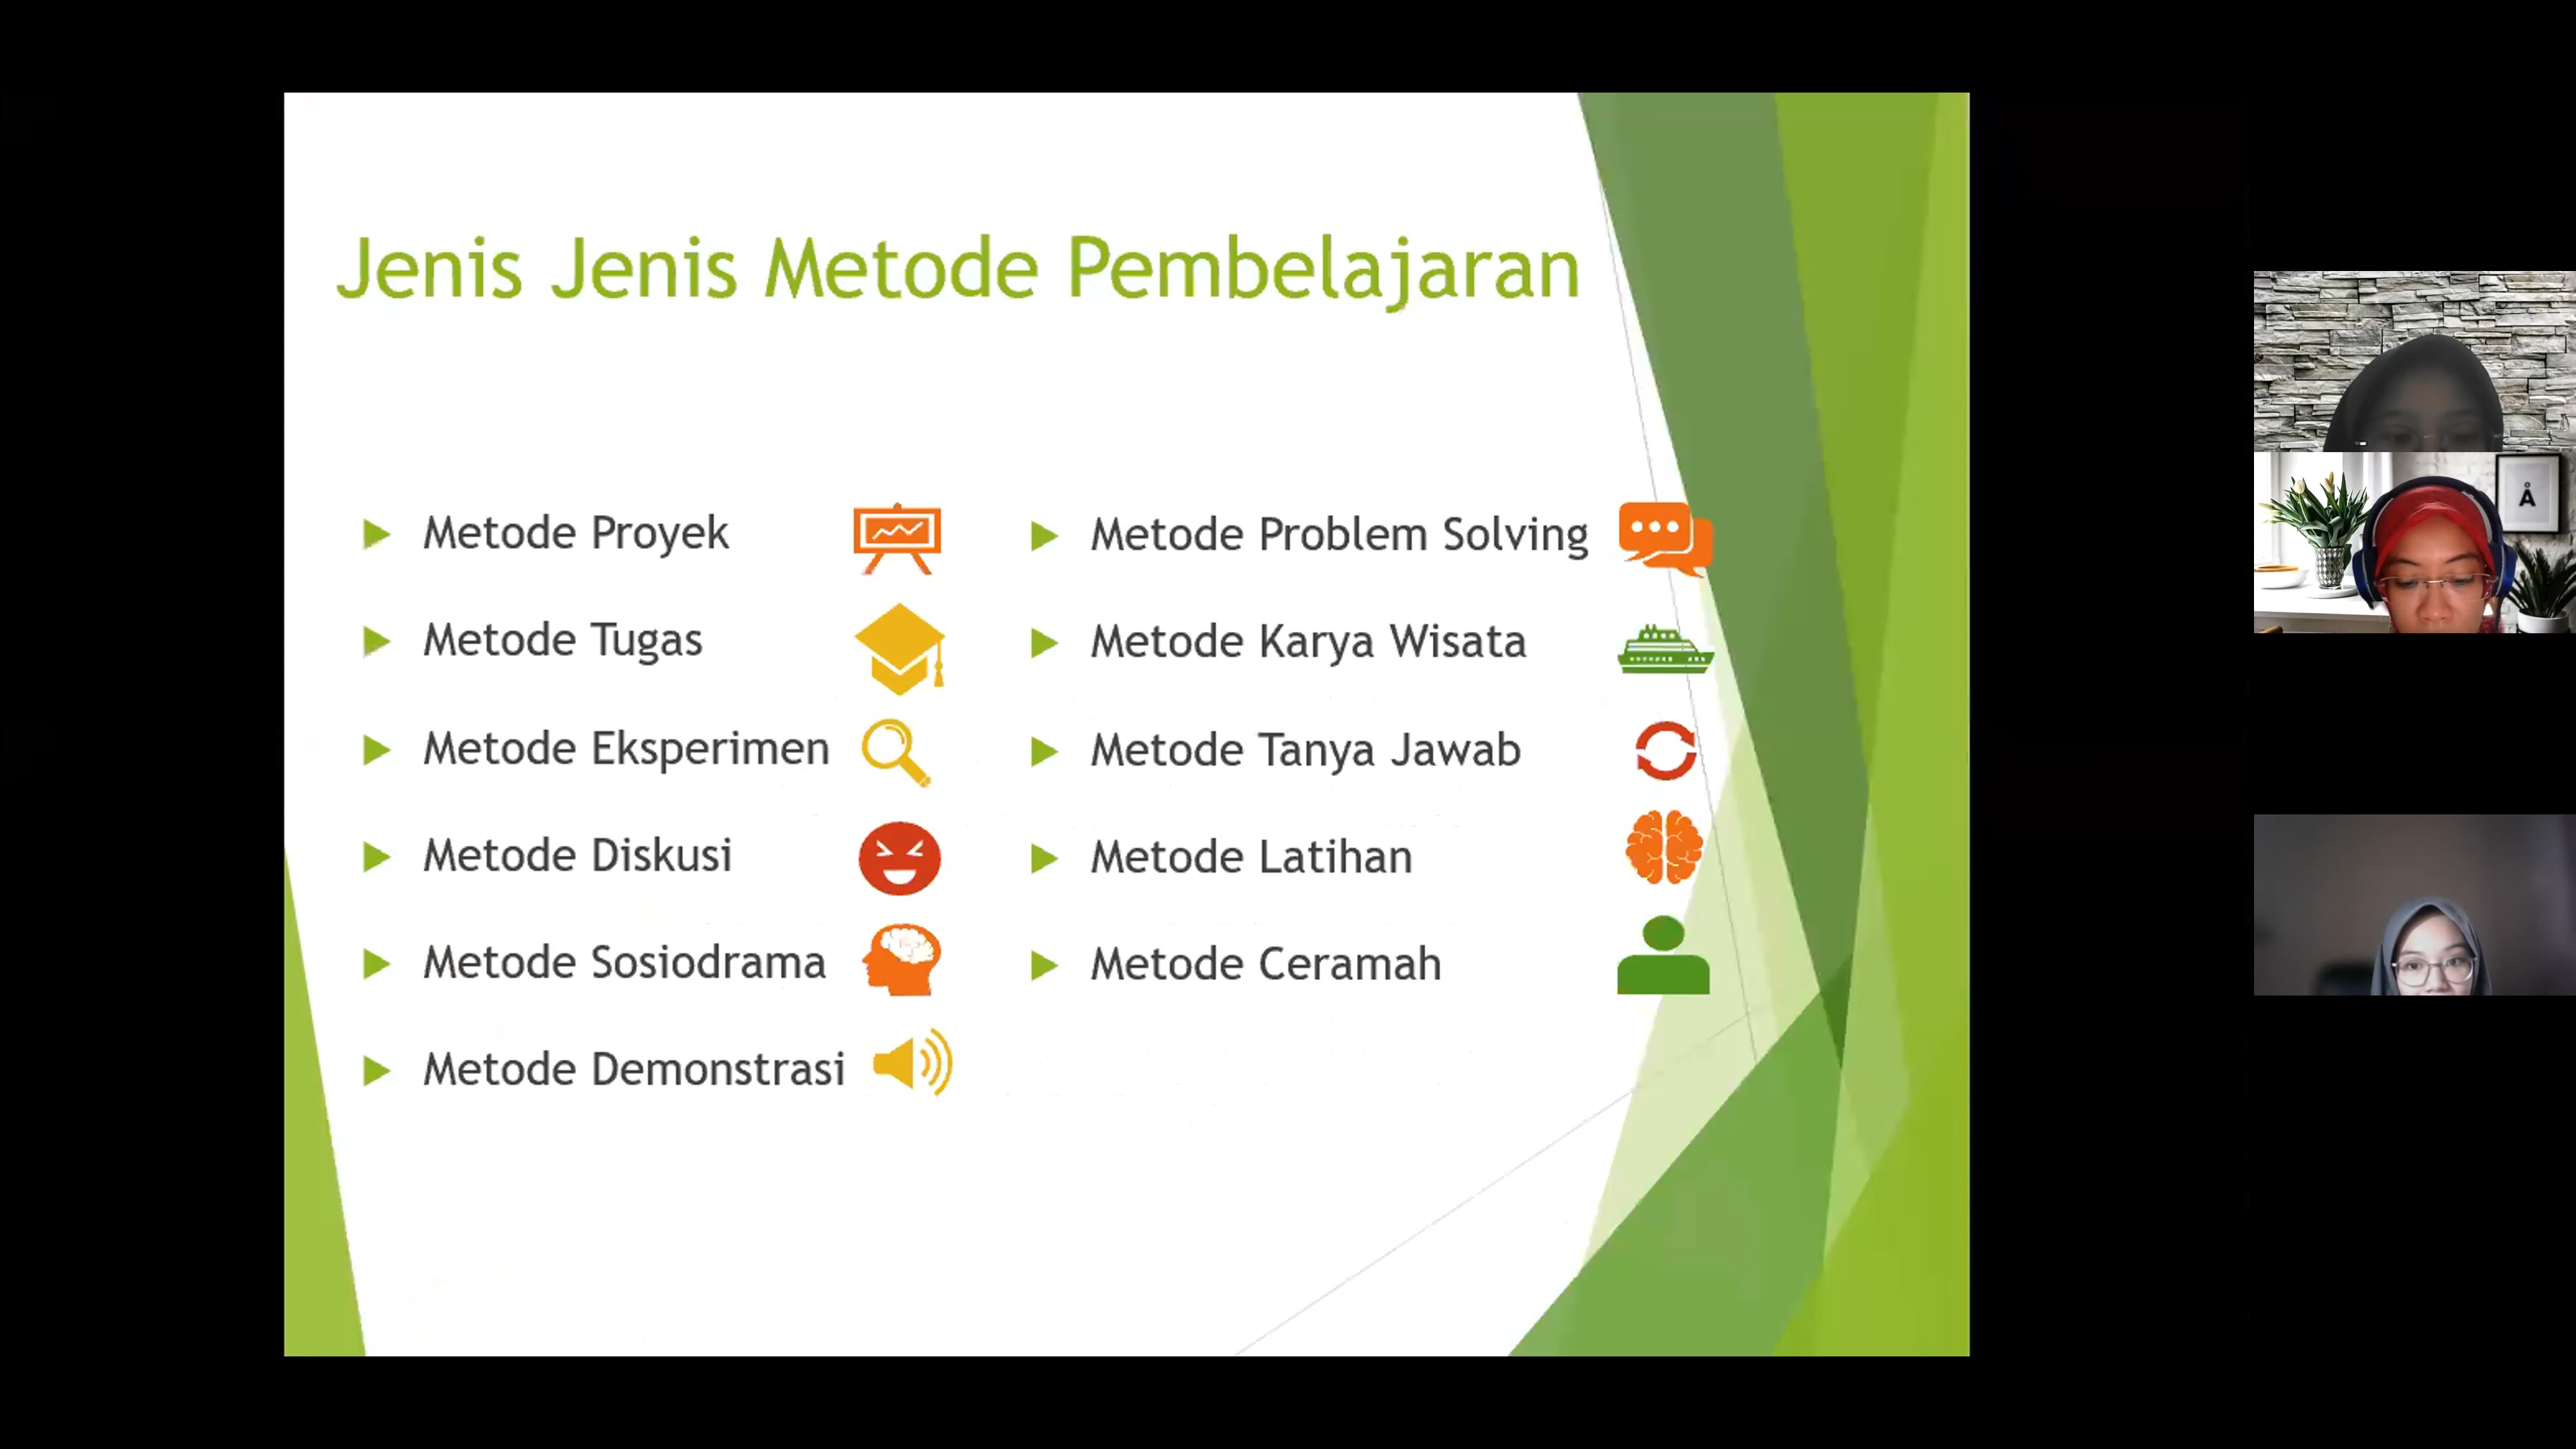 Jenis Jenis Metode Pembelajaran
Metode Proyek
Metode Tugas
Metode Eksperimen
Metode Diskusi
Metode Sosiodrama
Metode Demonstrasi
Metode Problem Solving
Metode Karya Wisata
Metode Tanya Jawab
Metode Latihan
Metode Ceramah
Å